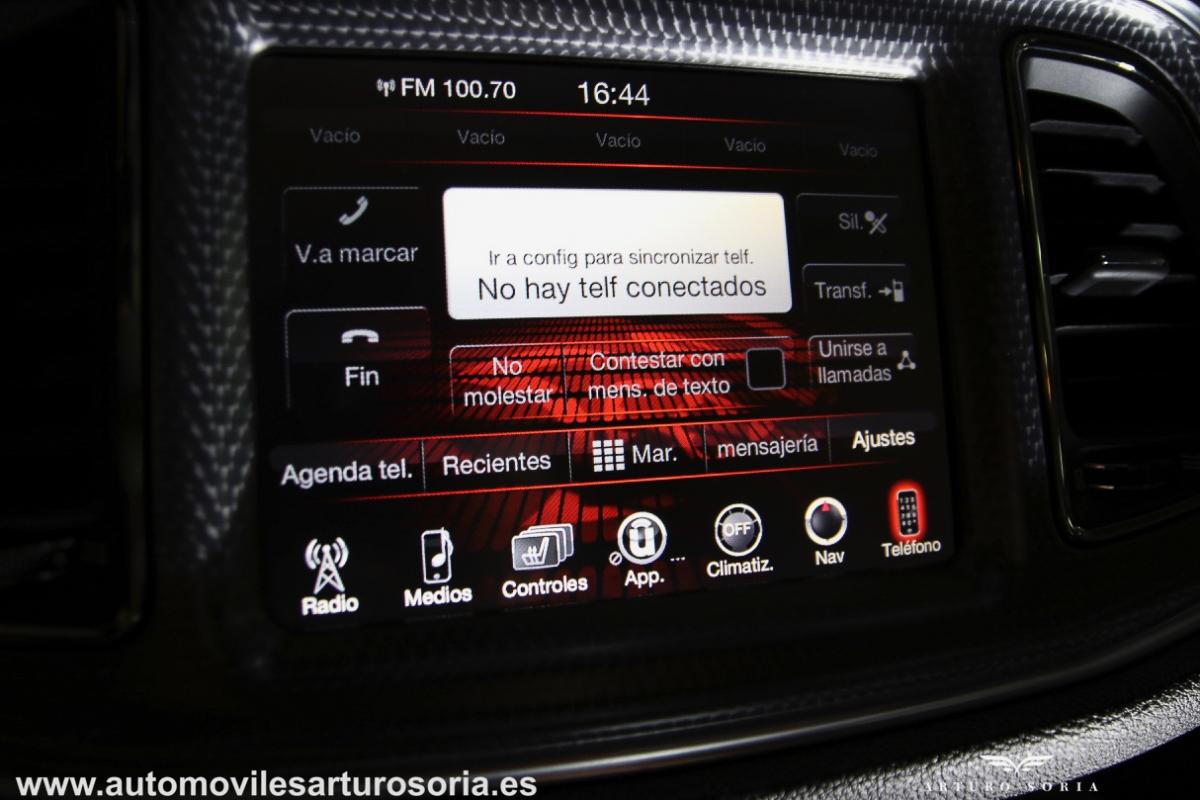 FM 100.70 16:44
Vacío Vacío Vacío Vacío Vacío
V.a marcar
Ir a config para sincronizar telf.
No hay telf conectados
Sil.
Transf.
Fin
No
molestar
Contestar con
mens. de texto
Unirse a
llamadas
Agenda tel. Recientes Mar. mensajería Ajustes
OFF
Radio Medios Controles App. ... Climatiz. Nav Teléfono
www.automovilesarturosoria.es
ARTURO SORIA